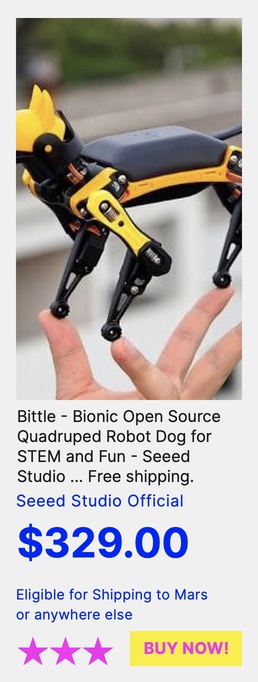 Bittle - Bionic Open Source
Quadruped Robot Dog for
STEM and Fun - Seeed
Studio ... Free shipping.
Seeed Studio Official
$329.00
Eligible for Shipping to Mars
or anywhere else
BUY NOW!